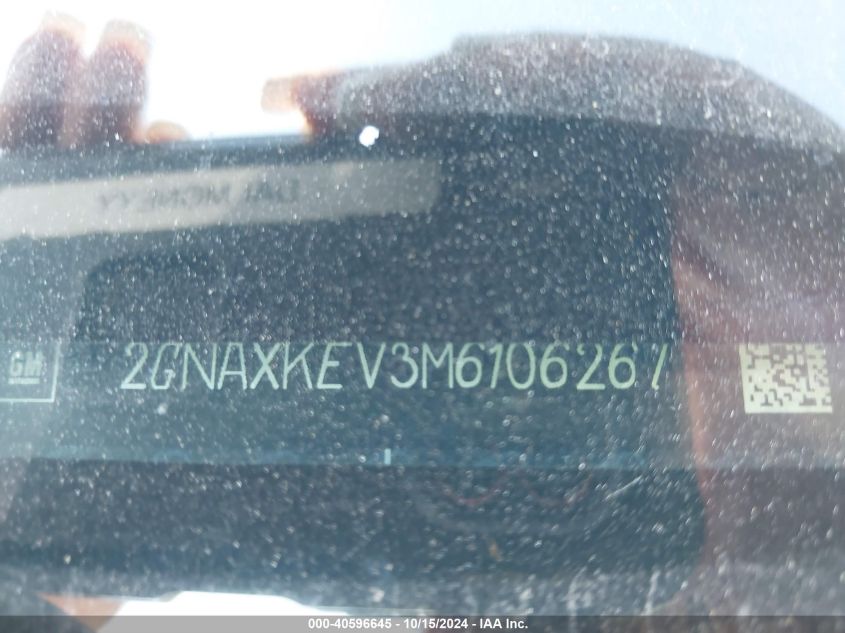 GM
2GNAXKEV3M6106267
000-40596645 - 10/15/2024 - IAA Inc.